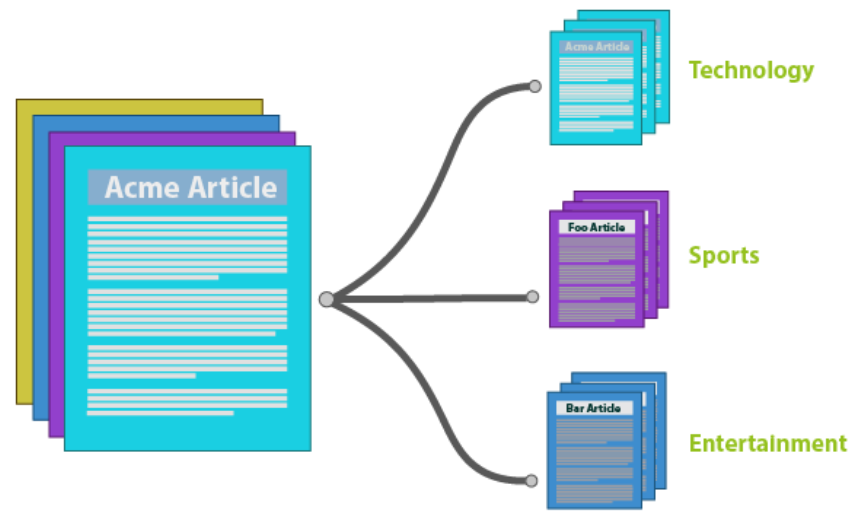 Acme Article
Acme Article
Technology
Foo Article
Sports
Bar Article
Entertainment